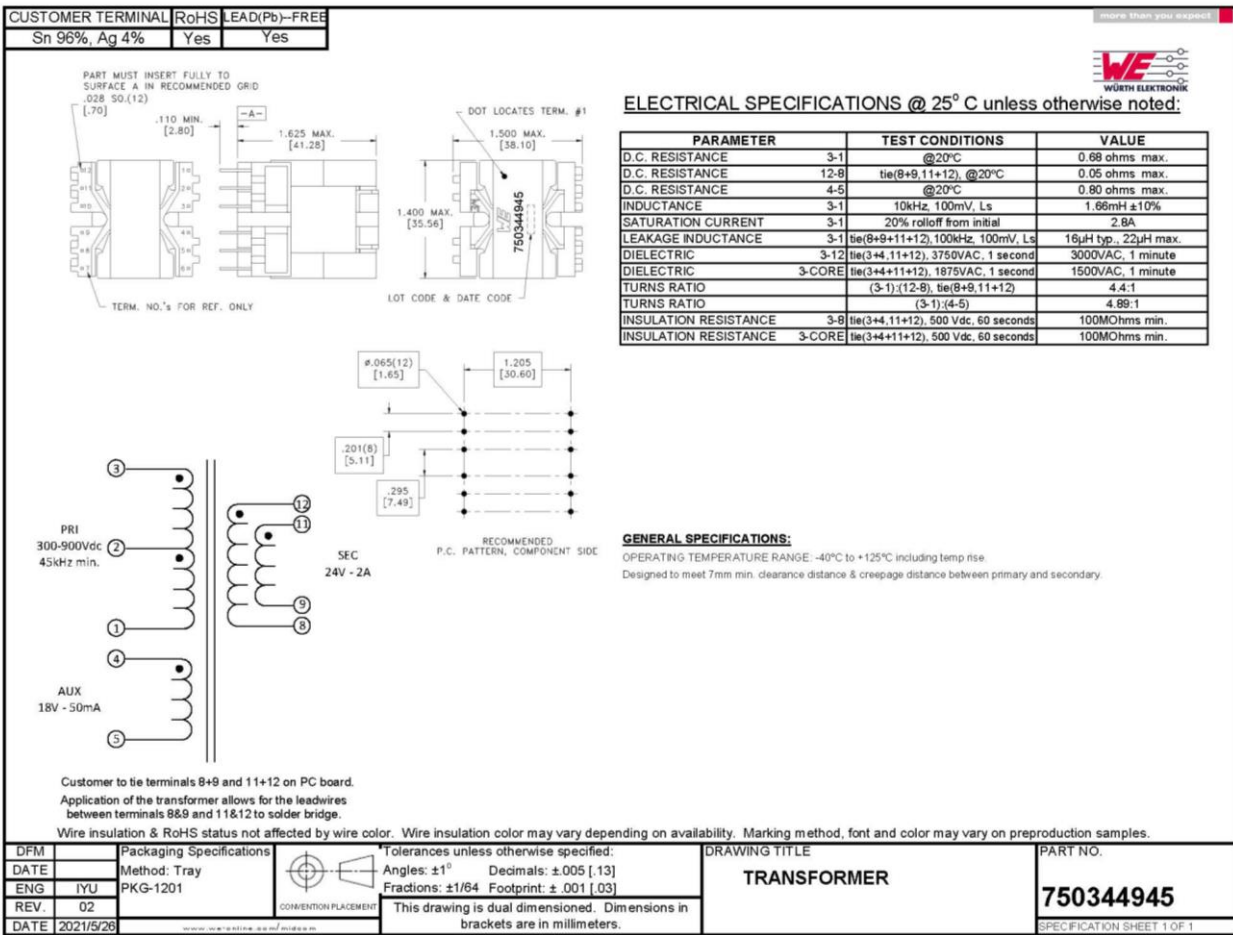 CUSTOMER TERMINAL RoHS LEAD(Pb)-FREE
Sn 96%, Ag 4% Yes Yes
more than you expect
WE
WÜRTH ELEKTRONIK
PART MUST INSERT FULLY TO
SURFACE A IN RECOMMENDED GRID
.028 SQ.(12)
[.70]
.110 MIN.
[2.80]
-A-
1.625 MAX.
[41.28]
DOT LOCATES TERM. #1
1.500 MAX.
[38.10]
1.400 MAX.
[35.56]
WE
750344945
12 1
11 2
10 3
9 4
8 5
7 6
TERM. NO.'s FOR REF. ONLY
LOT CODE & DATE CODE
ELECTRICAL SPECIFICATIONS @ 25° C unless otherwise noted:
PARAMETER TEST CONDITIONS VALUE
D.C. RESISTANCE 3-1 @20°C 0.68 ohms max.
D.C. RESISTANCE 12-8 tie(8+9,11+12), @20°C 0.05 ohms max.
D.C. RESISTANCE 4-5 @20°C 0.80 ohms max.
INDUCTANCE 3-1 10kHz, 100mV, Ls 1.66mH ±10%
SATURATION CURRENT 3-1 20% rolloff from initial 2.8A
LEAKAGE INDUCTANCE 3-1 tie(8+9+11+12),100kHz, 100mV, Ls 16µH typ., 22µH max.
DIELECTRIC 3-12 tie(3+4,11+12), 3750VAC, 1 second 3000VAC, 1 minute
DIELECTRIC 3-CORE tie(3+4+11+12), 1875VAC, 1 second 1500VAC, 1 minute
TURNS RATIO (3-1):(12-8), tie(8+9,11+12) 4.4:1
TURNS RATIO (3-1):(4-5) 4.89:1
INSULATION RESISTANCE 3-8 tie(3+4,11+12), 500 Vdc, 60 seconds 100MOhms min.
INSULATION RESISTANCE 3-CORE tie(3+4+11+12), 500 Vdc, 60 seconds 100MOhms min.
ø.065(12)
[1.65]
1.205
[30.60]
.201(8)
[5.11]
.295
[7.49]
RECOMMENDED
P.C. PATTERN, COMPONENT SIDE
3
PRI
300-900Vdc
45kHz min.
2
1
4
AUX
18V - 50mA
5
12
11
SEC
24V - 2A
9
8
GENERAL SPECIFICATIONS:
OPERATING TEMPERATURE RANGE: -40°C to +125°C including temp rise.
Designed to meet 7mm min. clearance distance & creepage distance between primary and secondary.
Customer to tie terminals 8+9 and 11+12 on PC board.
Application of the transformer allows for the leadwires
between terminals 8&9 and 11&12 to solder bridge.
Wire insulation & RoHS status not affected by wire color. Wire insulation color may vary depending on availability. Marking method, font and color may vary on preproduction samples.
DFM
DATE
ENG IYU
REV. 02
DATE 2021/5/26
Packaging Specifications
Method: Tray
PKG-1201
www.we-online.com/midcom
CONVENTION PLACEMENT
Tolerances unless otherwise specified:
Angles: ±1° Decimals: ±.005 [.13]
Fractions: ±1/64 Footprint: ± .001 [.03]
This drawing is dual dimensioned. Dimensions in
brackets are in millimeters.
DRAWING TITLE
TRANSFORMER
PART NO.
750344945
SPECIFICATION SHEET 1 OF 1